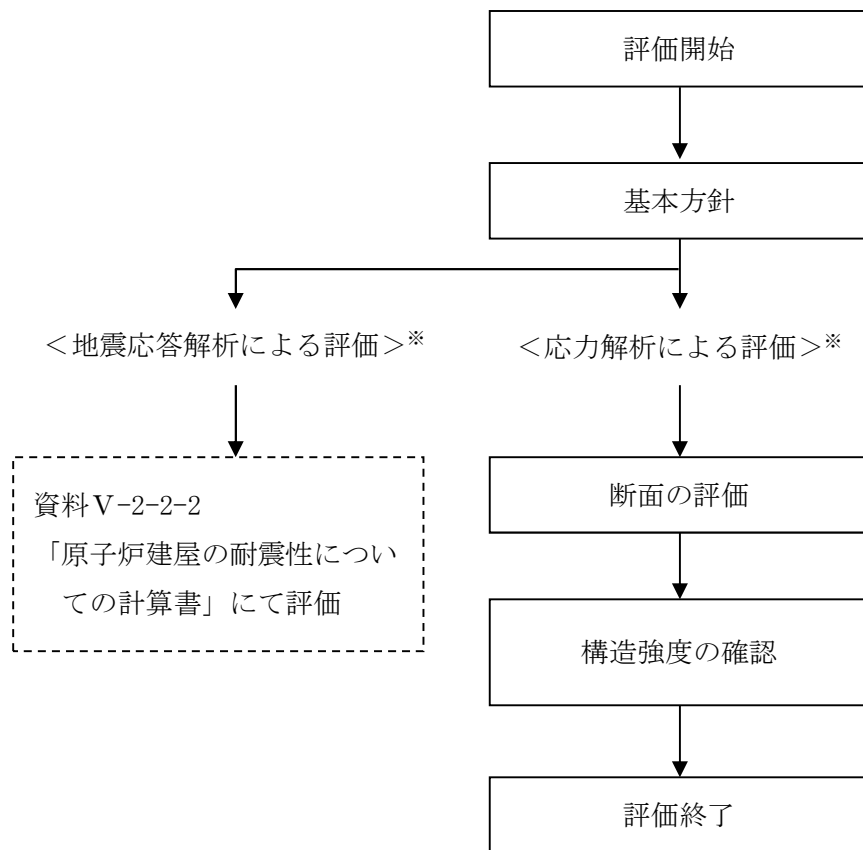 評価開始
基本方針
＜地震応答解析による評価＞※
＜応力解析による評価＞※
資料Ⅴ-2-2-2
「原子炉建屋の耐震性につい
ての計算書」にて評価
断面の評価
構造強度の確認
評価終了